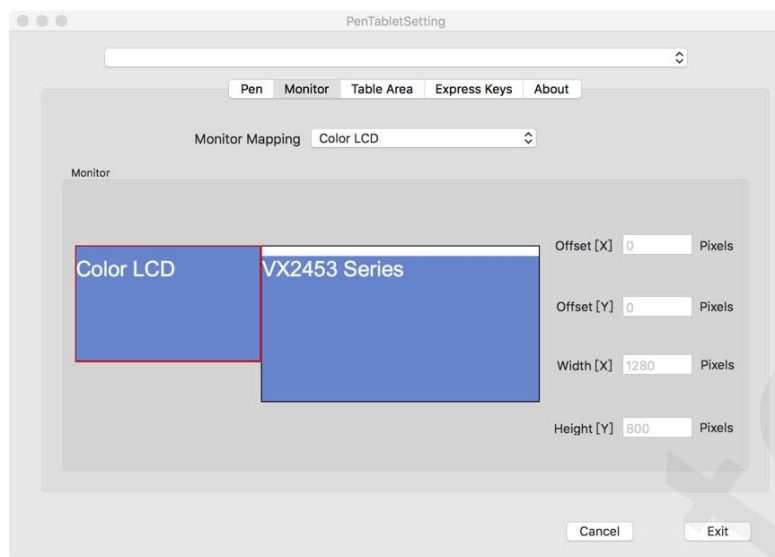 PenTabletSetting
Pen Monitor Table Area Express Keys About
Monitor Mapping Color LCD
Monitor
Color LCD VX2453 Series
Offset [X] 0 Pixels
Offset [Y] 0 Pixels
Width [X] 1280 Pixels
Height [Y] 800 Pixels
Cancel Exit